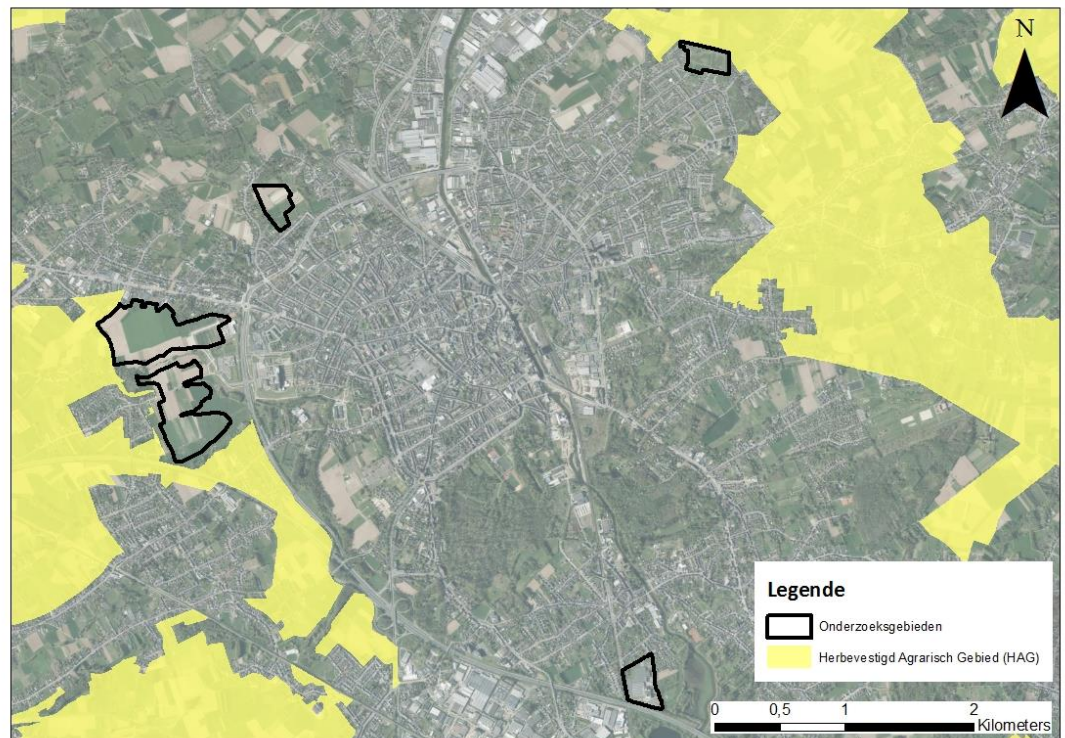 N
Legende
Onderzoeksgebieden
Herbevestigd Agrarisch Gebied (HAG)
0 0,5 1 2
Kilometers